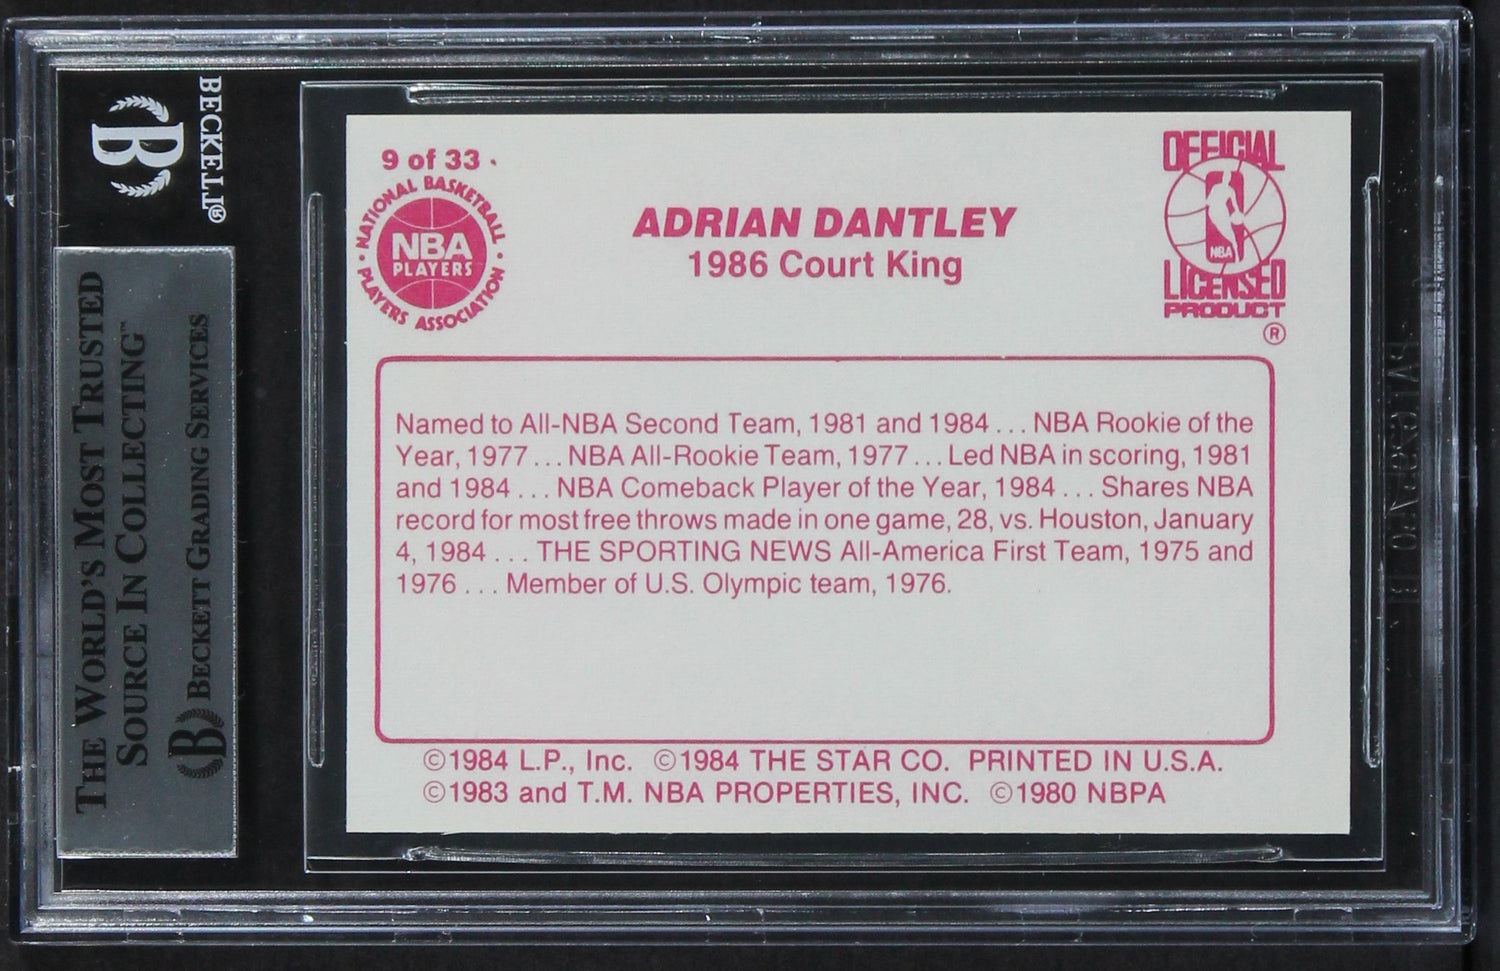 BECKETT®
B
THE WORLD'S MOST TRUSTED
SOURCE IN COLLECTING™
B BECKETT GRADING SERVICES
9 of 33
NATIONAL BASKETBALL
PLAYERS ASSOCIATION
NBA
PLAYERS
ADRIAN DANTLEY
1986 Court King
OFFICIAL
NBA
LICENSED
PRODUCT
®
Named to All-NBA Second Team, 1981 and 1984 . . . NBA Rookie of the
Year, 1977 . . . NBA All-Rookie Team, 1977 . . . Led NBA in scoring, 1981
and 1984 . . . NBA Comeback Player of the Year, 1984 . . . Shares NBA
record for most free throws made in one game, 28, vs. Houston, January
4, 1984 . . . THE SPORTING NEWS All-America First Team, 1975 and
1976 . . . Member of U.S. Olympic team, 1976.
©1984 L.P., Inc. ©1984 THE STAR CO. PRINTED IN U.S.A.
©1983 and T.M. NBA PROPERTIES, INC. ©1980 NBPA